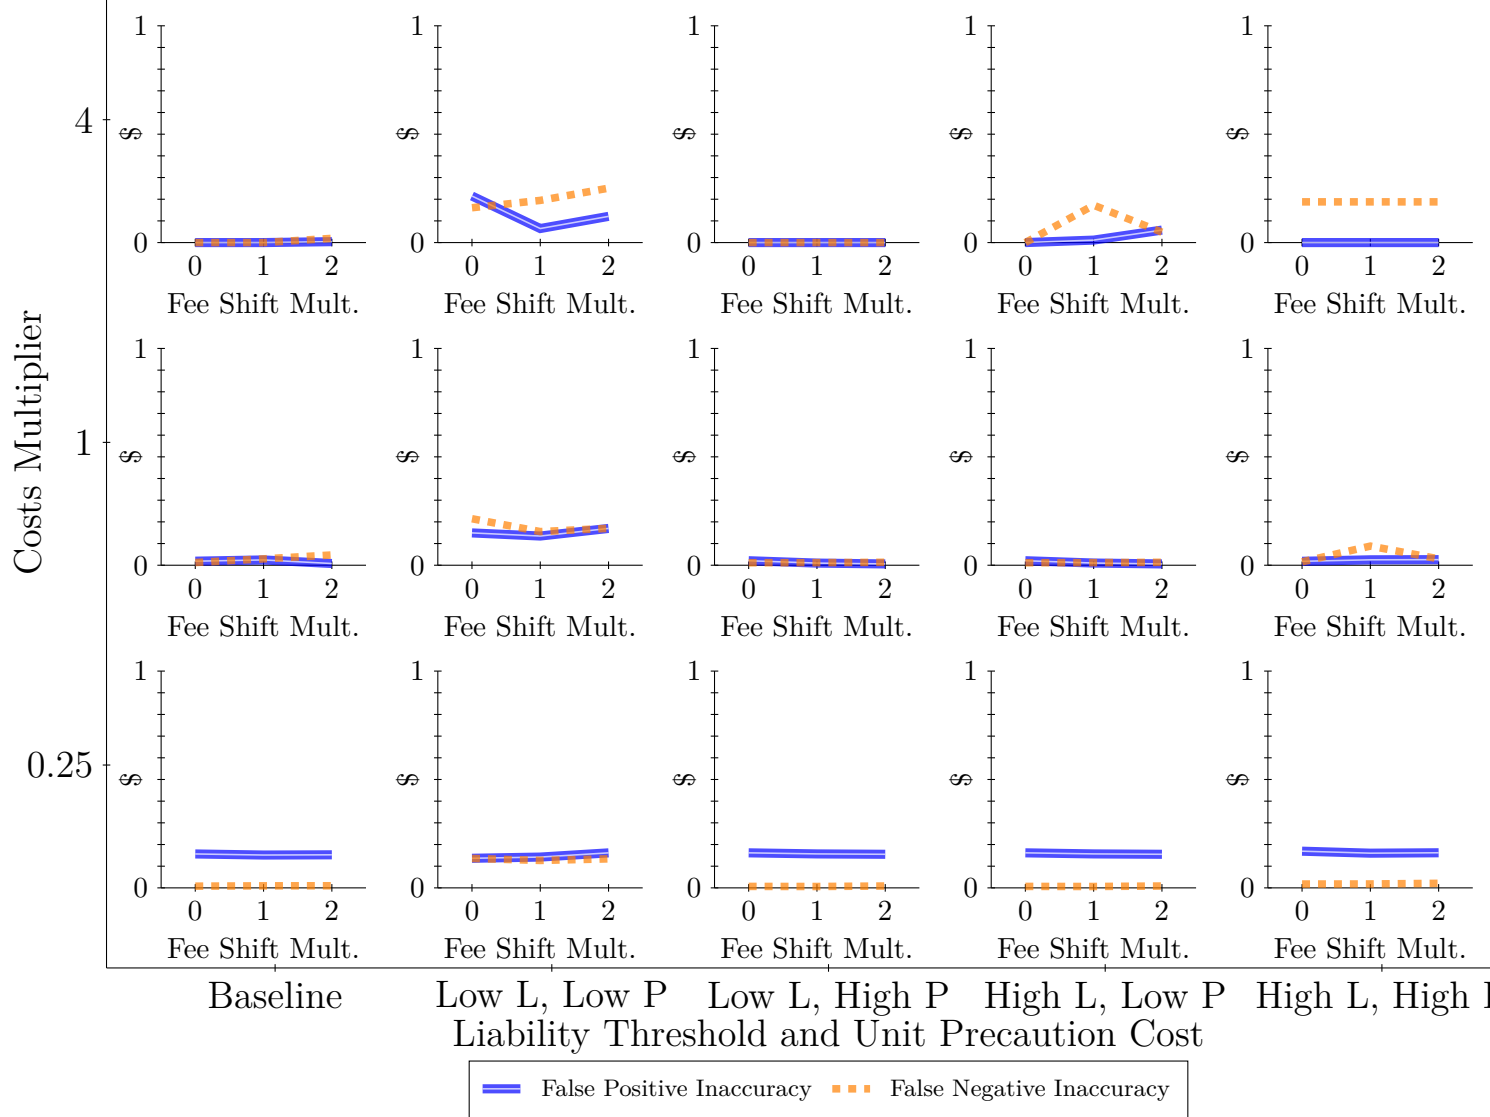 Costs Multiplier
4
1
$
0
0 1 2
Fee Shift Mult.
1
$
0
0 1 2
Fee Shift Mult.
1
$
0
0 1 2
Fee Shift Mult.
1
$
0
0 1 2
Fee Shift Mult.
1
$
0
0 1 2
Fee Shift Mult.
1
1
$
0
0 1 2
Fee Shift Mult.
1
$
0
0 1 2
Fee Shift Mult.
1
$
0
0 1 2
Fee Shift Mult.
1
$
0
0 1 2
Fee Shift Mult.
1
$
0
0 1 2
Fee Shift Mult.
0.25
1
$
0
0 1 2
Fee Shift Mult.
1
$
0
0 1 2
Fee Shift Mult.
1
$
0
0 1 2
Fee Shift Mult.
1
$
0
0 1 2
Fee Shift Mult.
1
$
0
0 1 2
Fee Shift Mult.
Baseline
Low L, Low P
Low L, High P
High L, Low P
High L, High
Liability Threshold and Unit Precaution Cost
False Positive Inaccuracy
False Negative Inaccuracy